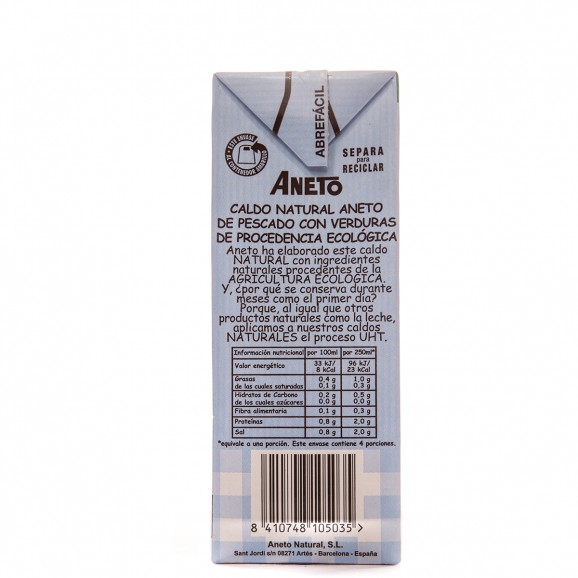 ABREFÁCIL
ESTE ENVASE
AL CONTENEDOR AMARILLO
SEPARA
para
RECICLAR
ANETO
CALDO NATURAL ANETO
DE PESCADO CON VERDURAS
DE PROCEDENCIA ECOLÓGICA
Aneto ha elaborado este caldo
NATURAL con ingredientes
naturales procedentes de la
AGRICULTURA ECOLÓGICA.
Y, ¿por qué se conserva durante
meses como el primer día?
Porque, al igual que otros
productos naturales como la leche,
aplicamos a nuestros caldos
NATURALES el proceso UHT.
Información nutricional por 100ml por 250ml*
Valor energético 33 kJ/ 8 kCal 96 kJ/ 23 kCal
Grasas 0,4 g 1,0 g
de las cuales saturadas 0,1 g 0,3 g
Hidratos de Carbono 0,2 g 0,5 g
de los cuales azúcares 0,0 g 0,0 g
Fibra alimentaria 0,1 g 0,3 g
Proteínas 0,8 g 2,0 g
Sal 0,8 g 2,0 g
*equivale a una porción. Este envase contiene 4 porciones.
8 410748 105035 >
Aneto Natural, S.L.
Sant Jordi s/n 08271 Artés - Barcelona - España